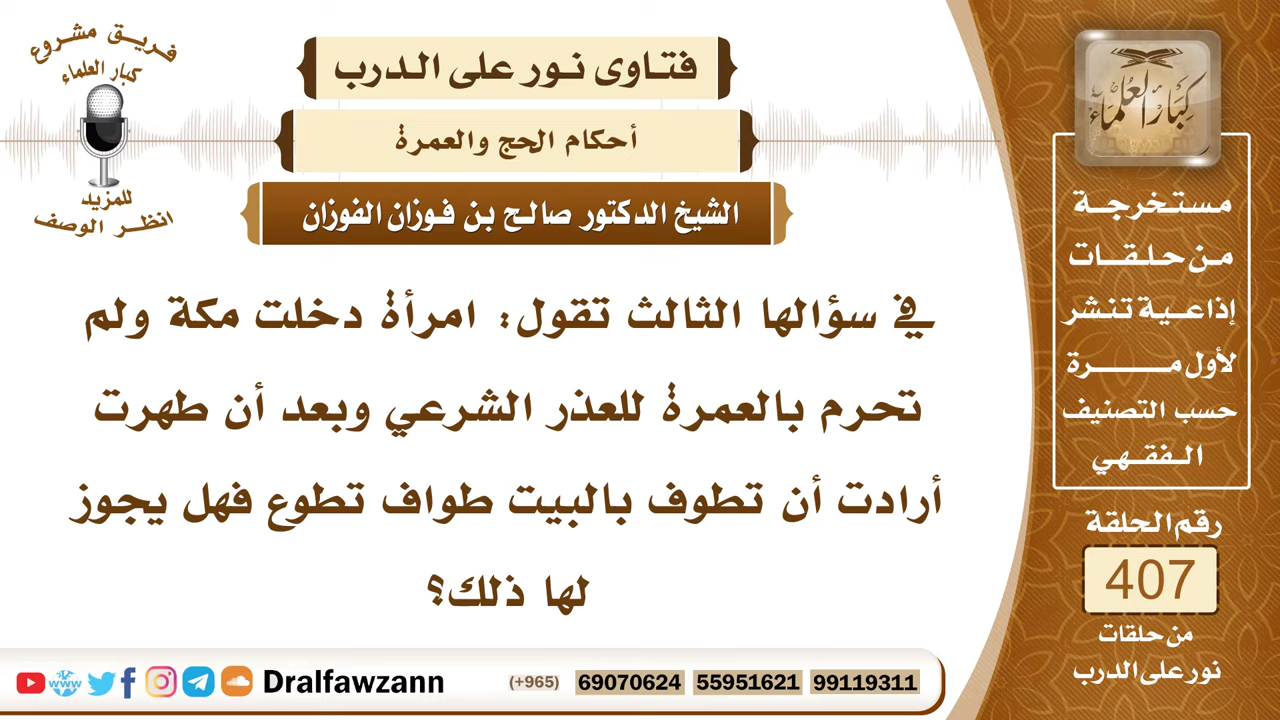 فريق مشروع
كبار العلماء
للمزيد
انظر الوصف
فتاوى نور على الدرب
أحكام الحج والعمرة
الشيخ الدكتور صالح بن فوزان الفوزان
في سؤالها الثالث تقول: امرأة دخلت مكة ولم
تحرم بالعمرة للعذر الشرعي وبعد أن طهرت
أرادت أن تطوف بالبيت طواف تطوع فهل يجوز
لها ذلك؟
كبار العلماء
مستخرجة
من حلقات
إذاعية تنشر
لأول مرة
حسب التصنيف
الفقهي
رقم الحلقة
407
من حلقات
نور على الدرب
www Dralfawzann (+965) 69070624 55951621 99119311